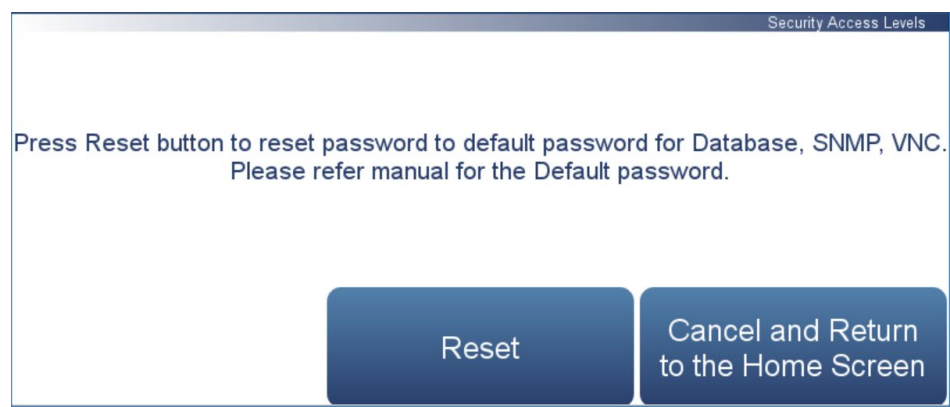 Security Access Levels
Press Reset button to reset password to default password for Database, SNMP, VNC.
Please refer manual for the Default password.
Reset
Cancel and Return
to the Home Screen